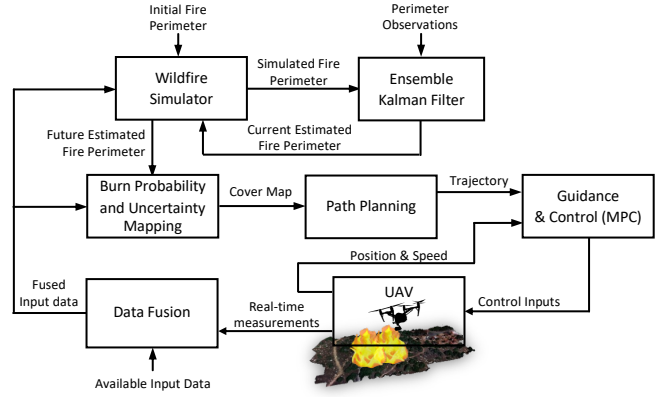 Initial Fire
Perimeter
Perimeter
Observations
Wildfire
Simulator
Simulated Fire
Perimeter
Ensemble
Kalman Filter
Future Estimated
Fire Perimeter
Current Estimated
Fire Perimeter
Burn Probability
and Uncertainty
Mapping
Cover Map
Path Planning
Trajectory
Guidance
& Control (MPC)
Position & Speed
Fused
Input data
Data Fusion
Real-time
measurements
UAV
Control Inputs
Available Input Data